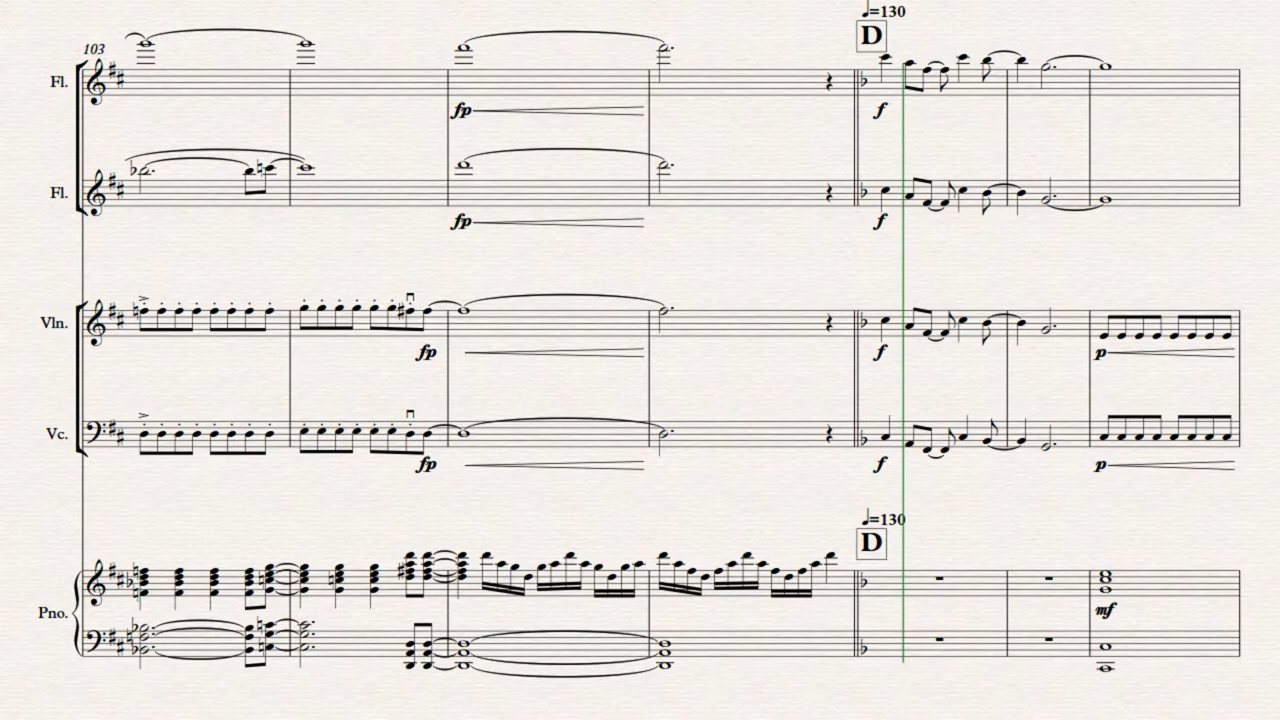 ♩=130
D
103
Fl.
fp
f
Fl.
fp
f
Vln.
fp
f
p
Vc.
fp
f
p
♩=130
D
Pno.
mf